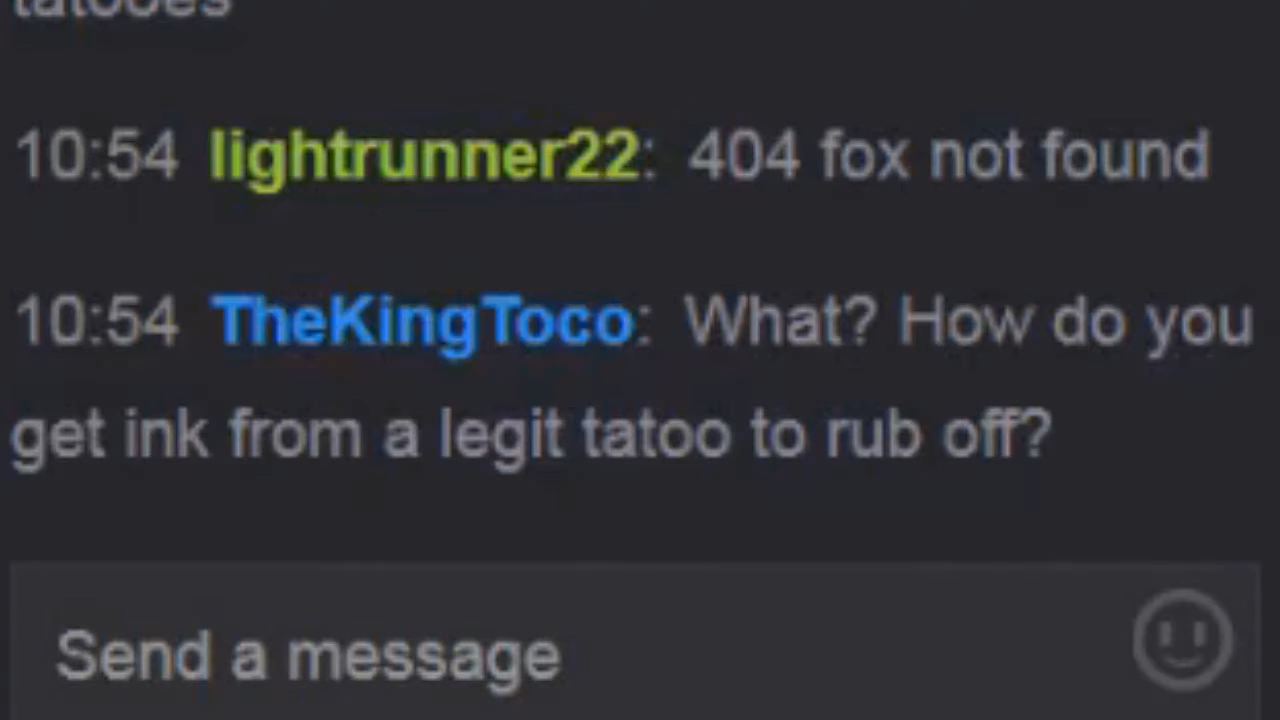 tatooes
10:54 lightrunner22: 404 fox not found
10:54 TheKingToco: What? How do you
get ink from a legit tatoo to rub off?
Send a message